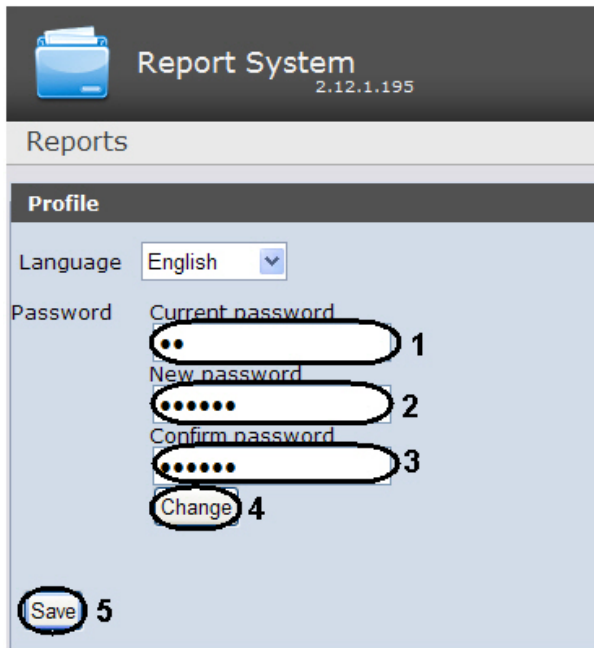 Report System
2.12.1.195
Reports
Profile
Language English
Password Current password
•• 1
New password
•••••• 2
Confirm password
•••••• 3
Change 4
Save 5